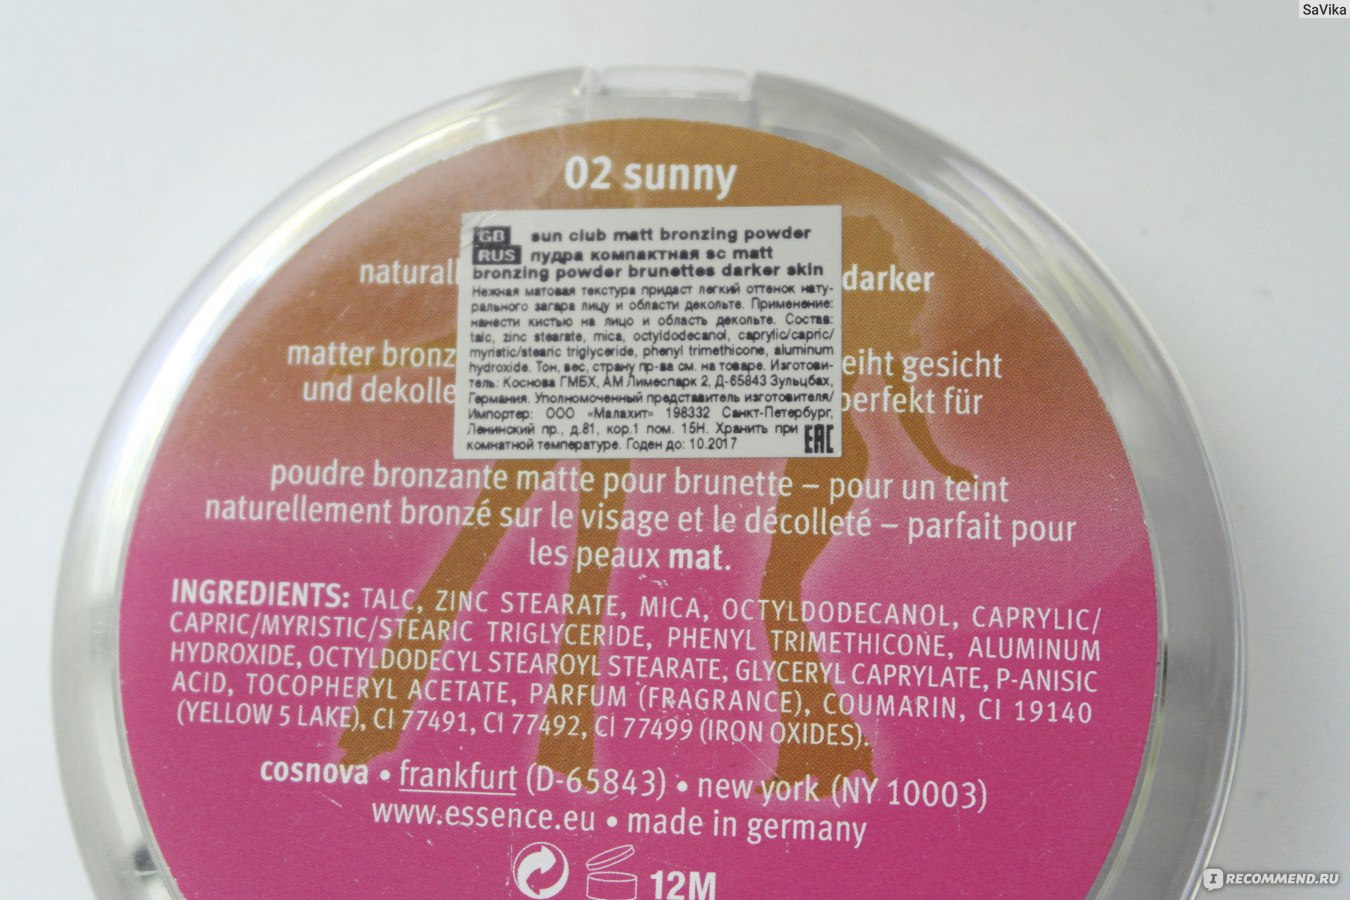 SaVika
02 sunny
GB sun club matt bronzing powder
RUS пудра компактная sc matt
bronzing powder brunettes darker skin
Нежная матовая текстура придаст легкий оттенок нату-
рального загара лицу и области декольте. Применение:
нанести кистью на лицо и область декольте. Состав:
talc, zinc stearate, mica, octyldodecanol, caprylic/capric/
myristic/stearic triglyceride, phenyl trimethicone, aluminum
hydroxide. Тон, вес, страну пр-ва см. на товаре. Изготови-
тель: Коснова ГМБХ, АМ Лимеспарк 2, Д-65843 Зульцбах,
Германия. Уполномоченный представитель изготовителя/
Импортер: ООО «Малахит» 198332 Санкт-Петербург,
Ленинский пр., д.81, кор.1 пом. 15Н. Хранить при
комнатной температуре. Годен до: 10.2017
EAC
naturall darker
matter bronz eiht gesicht
und dekolle perfekt für
poudre bronzante matte pour brunette – pour un teint
naturellement bronzé sur le visage et le décolleté – parfait pour
les peaux mat.
INGREDIENTS: TALC, ZINC STEARATE, MICA, OCTYLDODECANOL, CAPRYLIC/
CAPRIC/MYRISTIC/STEARIC TRIGLYCERIDE, PHENYL TRIMETHICONE, ALUMINUM
HYDROXIDE, OCTYLDODECYL STEAROYL STEARATE, GLYCERYL CAPRYLATE, P-ANISIC
ACID, TOCOPHERYL ACETATE, PARFUM (FRAGRANCE), COUMARIN, CI 19140
(YELLOW 5 LAKE), CI 77491, CI 77492, CI 77499 (IRON OXIDES).
cosnova • frankfurt (D-65843) • new york (NY 10003)
www.essence.eu • made in germany
12M
IRECOMMEND.RU